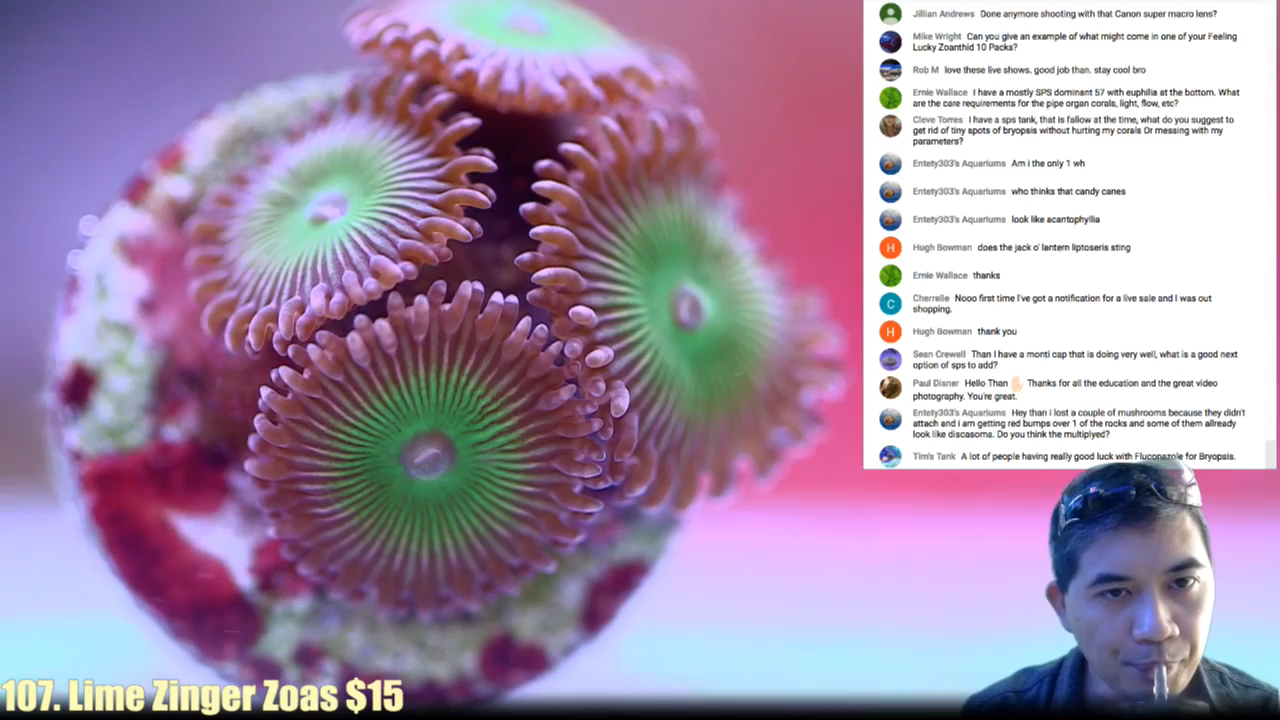 Jillian Andrews Done anymore shooting with that Canon super macro lens?
Mike Wright Can you give an example of what might come in one of your Feeling
Lucky Zoanthid 10 Packs?
Rob M love these live shows. good job than. stay cool bro
Ernie Wallace I have a mostly SPS dominant 57 with euphilia at the bottom. What
are the care requirements for the pipe organ corals, light, flow, etc?
Cleve Torres I have a sps tank, that is fallow at the time, what do you suggest to
get rid of tiny spots of bryopsis without hurting my corals Or messing with my
parameters?
Entety303's Aquariums Am i the only 1 wh
Entety303's Aquariums who thinks that candy canes
Entety303's Aquariums look like acantophyllia
H Hugh Bowman does the jack o' lantern liptoseris sting
Ernie Wallace thanks
C Cherrelle Nooo first time I've got a notification for a live sale and I was out
shopping.
H Hugh Bowman thank you
Sean Crewell Than I have a monti cap that is doing very well, what is a good next
option of sps to add?
Paul Disner Hello Than ✋🏻 Thanks for all the education and the great video
photography. You're great.
Entety303's Aquariums Hey than i lost a couple of mushrooms because they didn't
attach and i am getting red bumps over 1 of the rocks and some of them allready
look like discasoma. Do you think the multiplyed?
Tim's Tank A lot of people having really good luck with Fluconazole for Bryopsis.
107. Lime Zinger Zoas $15